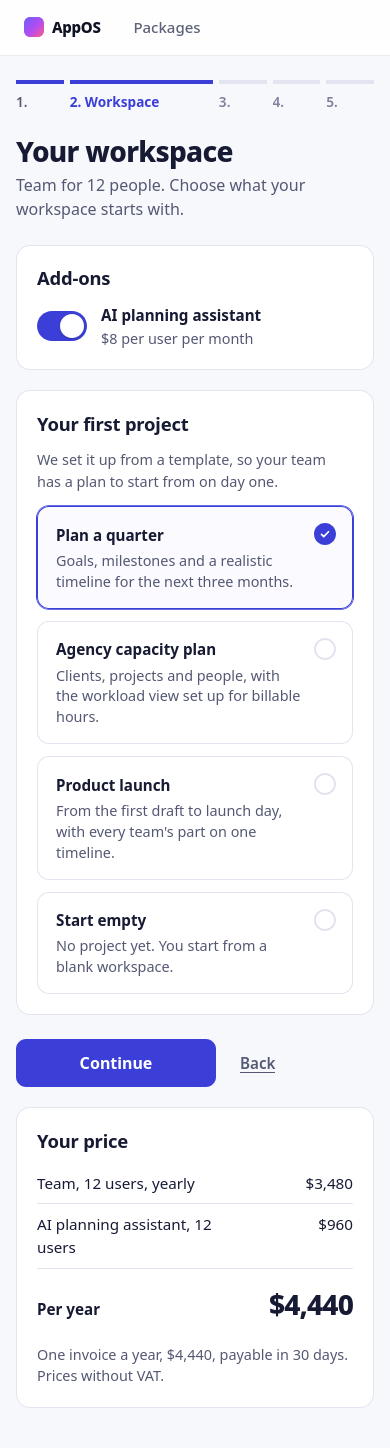 AppOS Packages
1. 2. Workspace 3. 4. 5.
Your workspace
Team for 12 people. Choose what your
workspace starts with.
Add-ons
AI planning assistant
$8 per user per month
Your first project
We set it up from a template, so your team
has a plan to start from on day one.
Plan a quarter
Goals, milestones and a realistic
timeline for the next three months.
Agency capacity plan
Clients, projects and people, with
the workload view set up for billable
hours.
Product launch
From the first draft to launch day,
with every team's part on one
timeline.
Start empty
No project yet. You start from a
blank workspace.
Continue Back
Your price
Team, 12 users, yearly $3,480
AI planning assistant, 12 $960
users
Per year $4,440
One invoice a year, $4,440, payable in 30 days.
Prices without VAT.